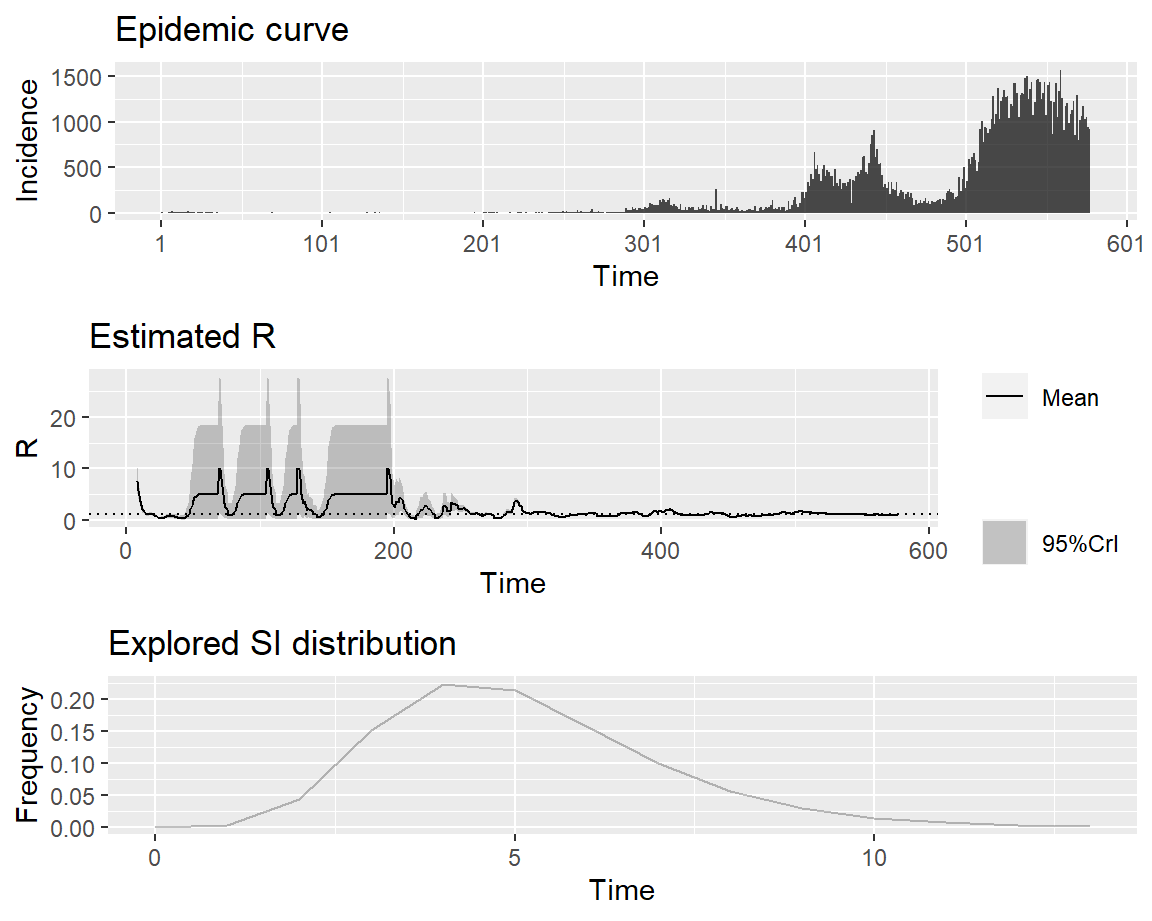 Epidemic curve
1500
1000
500
0
Incidence
1 101 201 301 401 501 601
Time
Estimated R
20
10
0
R
0 200 400 600
Time
Mean
95%CrI
Explored SI distribution
0.20
0.15
0.10
0.05
0.00
Frequency
0 5 10
Time